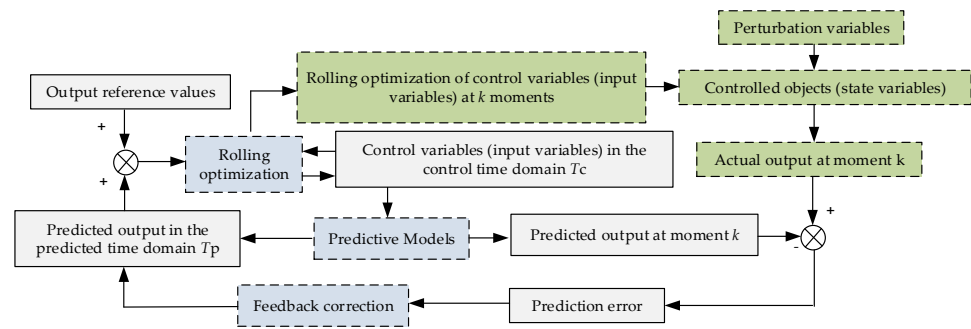 Perturbation variables
Output reference values
Rolling optimization of control variables (input
variables) at k moments
Controlled objects (state variables)
+
Rolling
optimization
Control variables (input variables) in the
control time domain Tc
Actual output at moment k
+
Predicted output in the
predicted time domain Tp
Predictive Models
Predicted output at moment k
+
-
Feedback correction
Prediction error